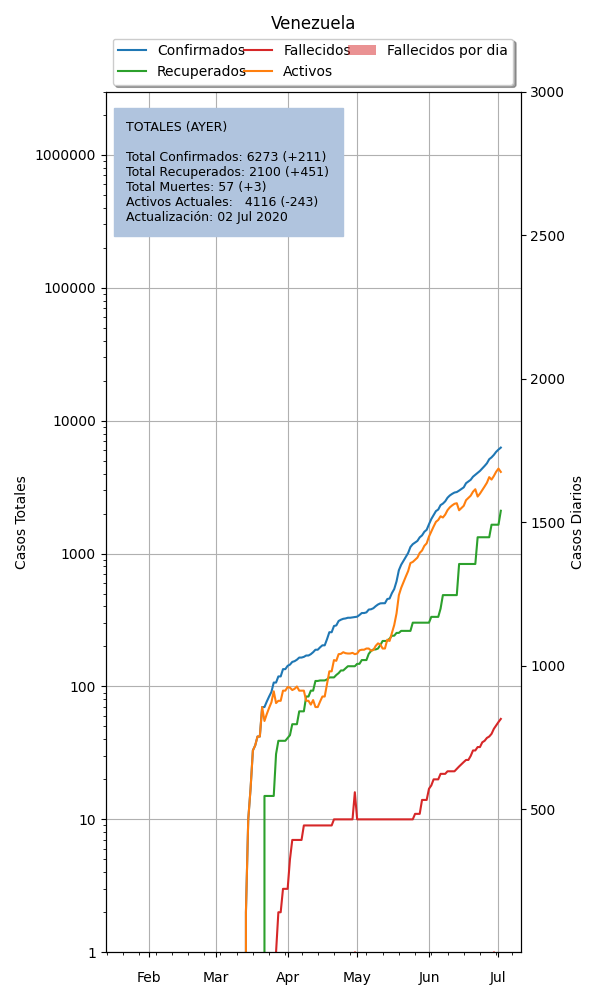 Venezuela
Confirmados Fallecidos Fallecidos por dia
Recuperados Activos
TOTALES (AYER)
Total Confirmados: 6273 (+211)
Total Recuperados: 2100 (+451)
Total Muertes: 57 (+3)
Activos Actuales: 4116 (-243)
Actualización: 02 Jul 2020
1000000
100000
10000
1000
100
10
1
Casos Totales
3000
2500
2000
1500
1000
500
Casos Diarios
Feb Mar Apr May Jun Jul